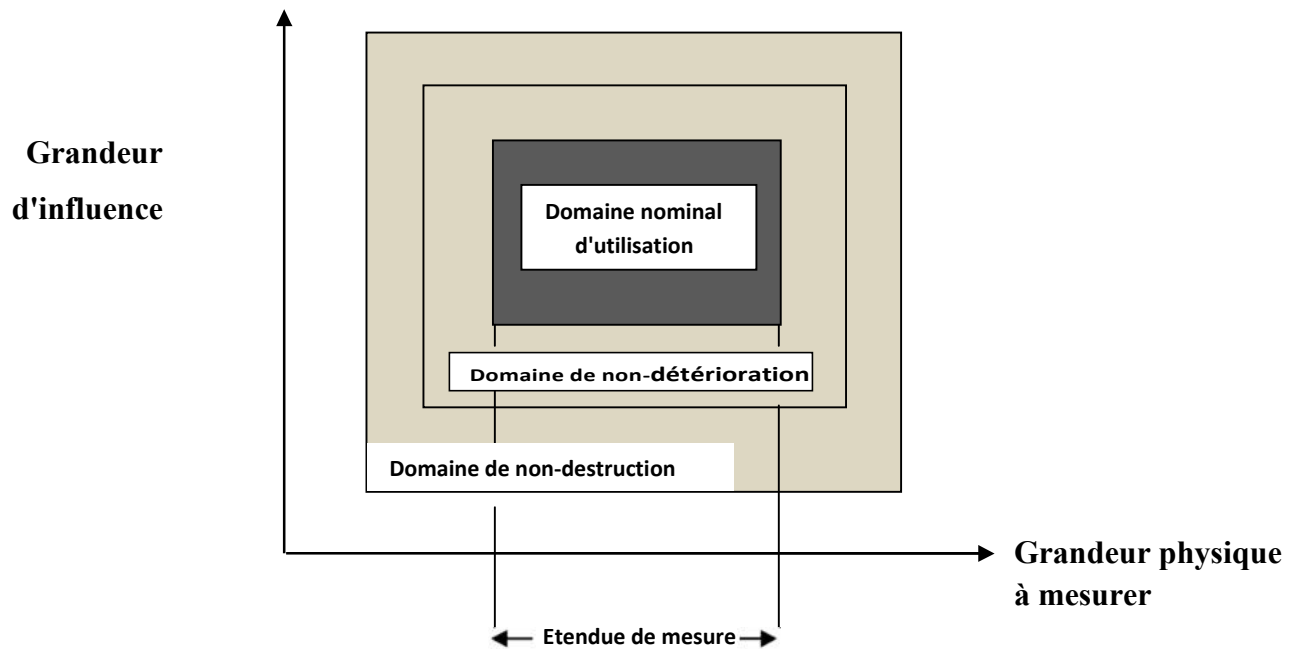 Grandeur
d'influence
Domaine nominal
d'utilisation
Domaine de non-détérioration
Domaine de non-destruction
Grandeur physique
à mesurer
Etendue de mesure